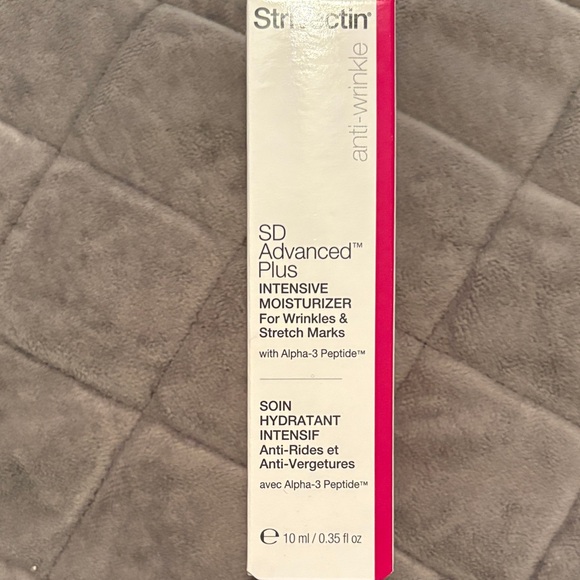 StriVectin®
anti-wrinkle
SD
Advanced™
Plus
INTENSIVE
MOISTURIZER
For Wrinkles &
Stretch Marks
with Alpha-3 Peptide™
SOIN
HYDRATANT
INTENSIF
Anti-Rides et
Anti-Vergetures
avec Alpha-3 Peptide™
℮ 10 ml / 0.35 fl oz